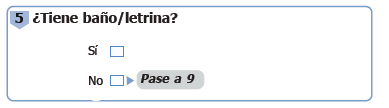 5 ¿Tiene baño/letrina?
Sí
No Pase a 9